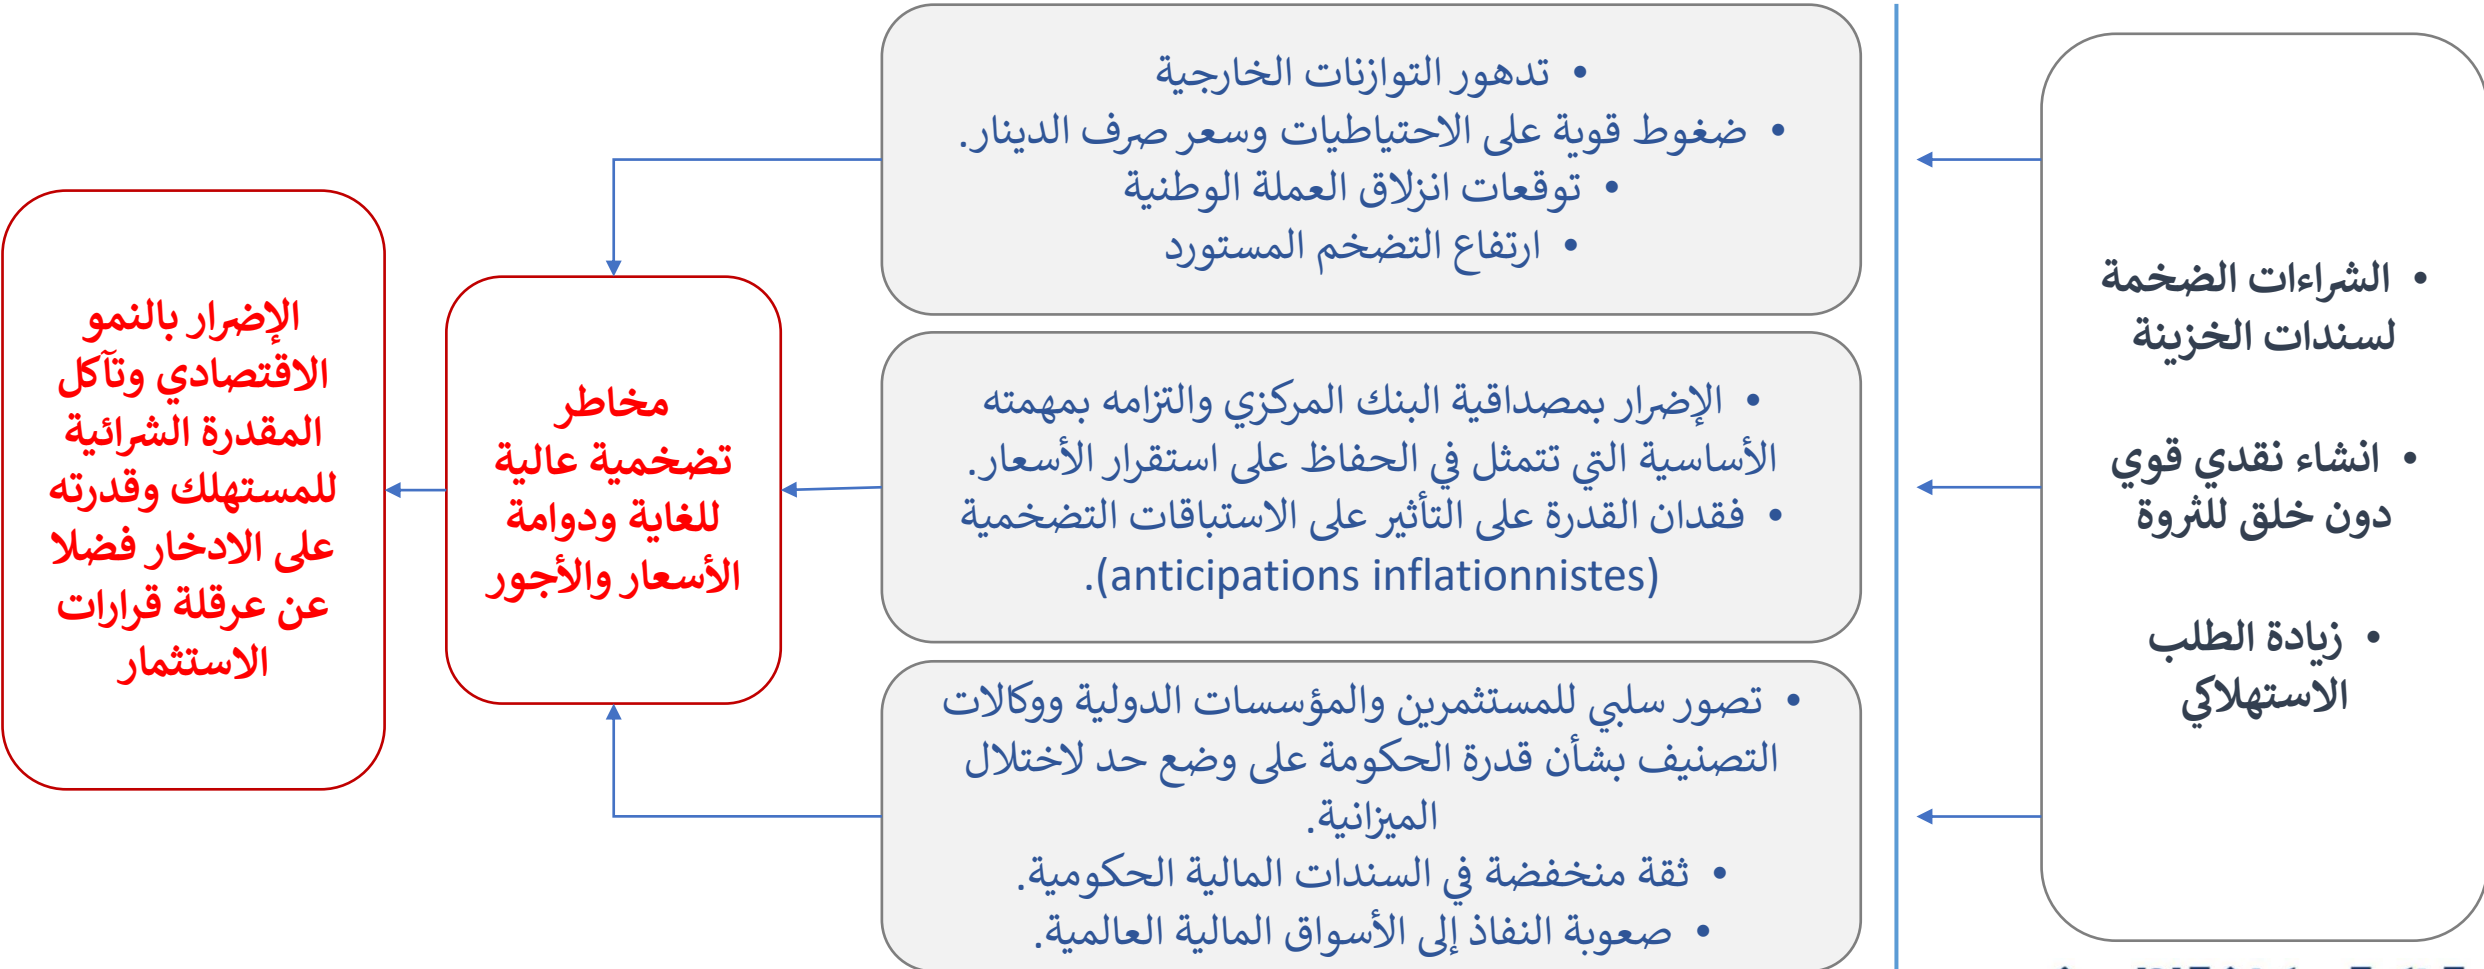 • الشراءات الضخمة
لسندات الخزينة
• انشاء نقدي قوي
دون خلق للثروة
• زيادة الطلب
الاستهلاكي
• تدهور التوازنات الخارجية
• ضغوط قوية على الاحتياطيات وسعر صرف الدينار.
• توقعات انزلاق العملة الوطنية
• ارتفاع التضخم المستورد
• الإضرار بمصداقية البنك المركزي والتزامه بمهمته
الأساسية التي تتمثل في الحفاظ على استقرار الأسعار.
• فقدان القدرة على التأثير على الاستباقات التضخمية
(anticipations inflationnistes).
• تصور سلبي للمستثمرين والمؤسسات الدولية ووكالات
التصنيف بشأن قدرة الحكومة على وضع حد لاختلال
الميزانية.
• ثقة منخفضة في السندات المالية الحكومية.
• صعوبة النفاذ إلى الأسواق المالية العالمية.
مخاطر
تضخمية عالية
للغاية ودوامة
الأسعار والأجور
الإضرار بالنمو
الاقتصادي وتآكل
المقدرة الشرائية
للمستهلك وقدرته
على الادخار فضلا
عن عرقلة قرارات
الاستثمار